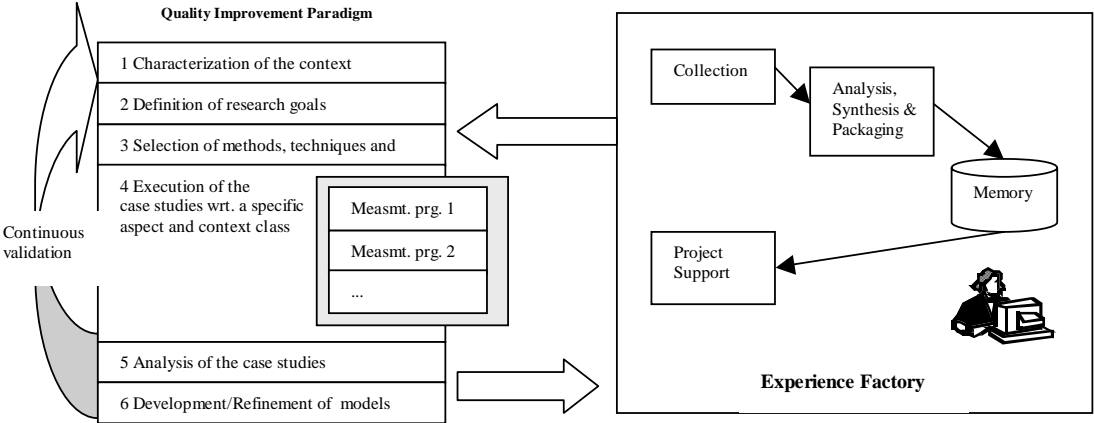 Quality Improvement Paradigm
1 Characterization of the context
2 Definition of research goals
3 Selection of methods, techniques and
4 Execution of the
case studies wrt. a specific
aspect and context class
Measmt. prg. 1
Measmt. prg. 2
...
5 Analysis of the case studies
6 Development/Refinement of models
Continuous
validation
Collection
Analysis,
Synthesis &
Packaging
Memory
Project
Support
Experience Factory